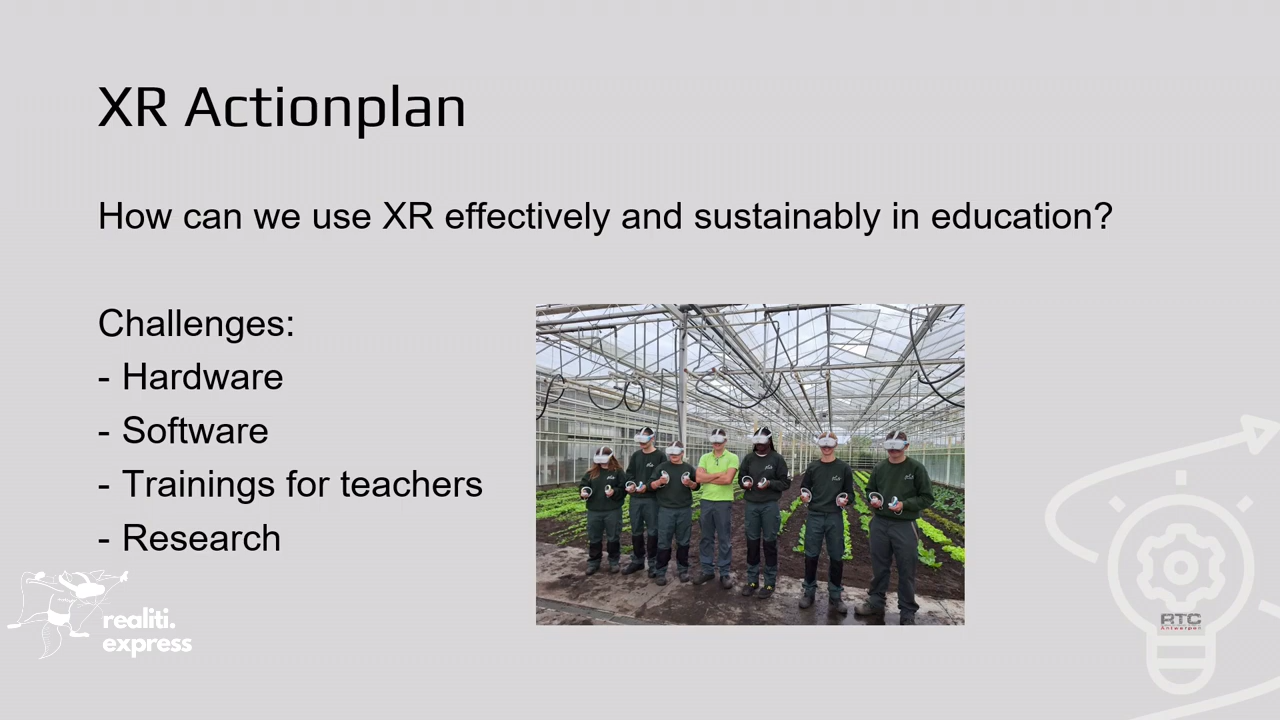 XR Actionplan
How can we use XR effectively and sustainably in education?
Challenges:
- Hardware
- Software
- Trainings for teachers
- Research
realiti.
express
RTC
Antwerpen